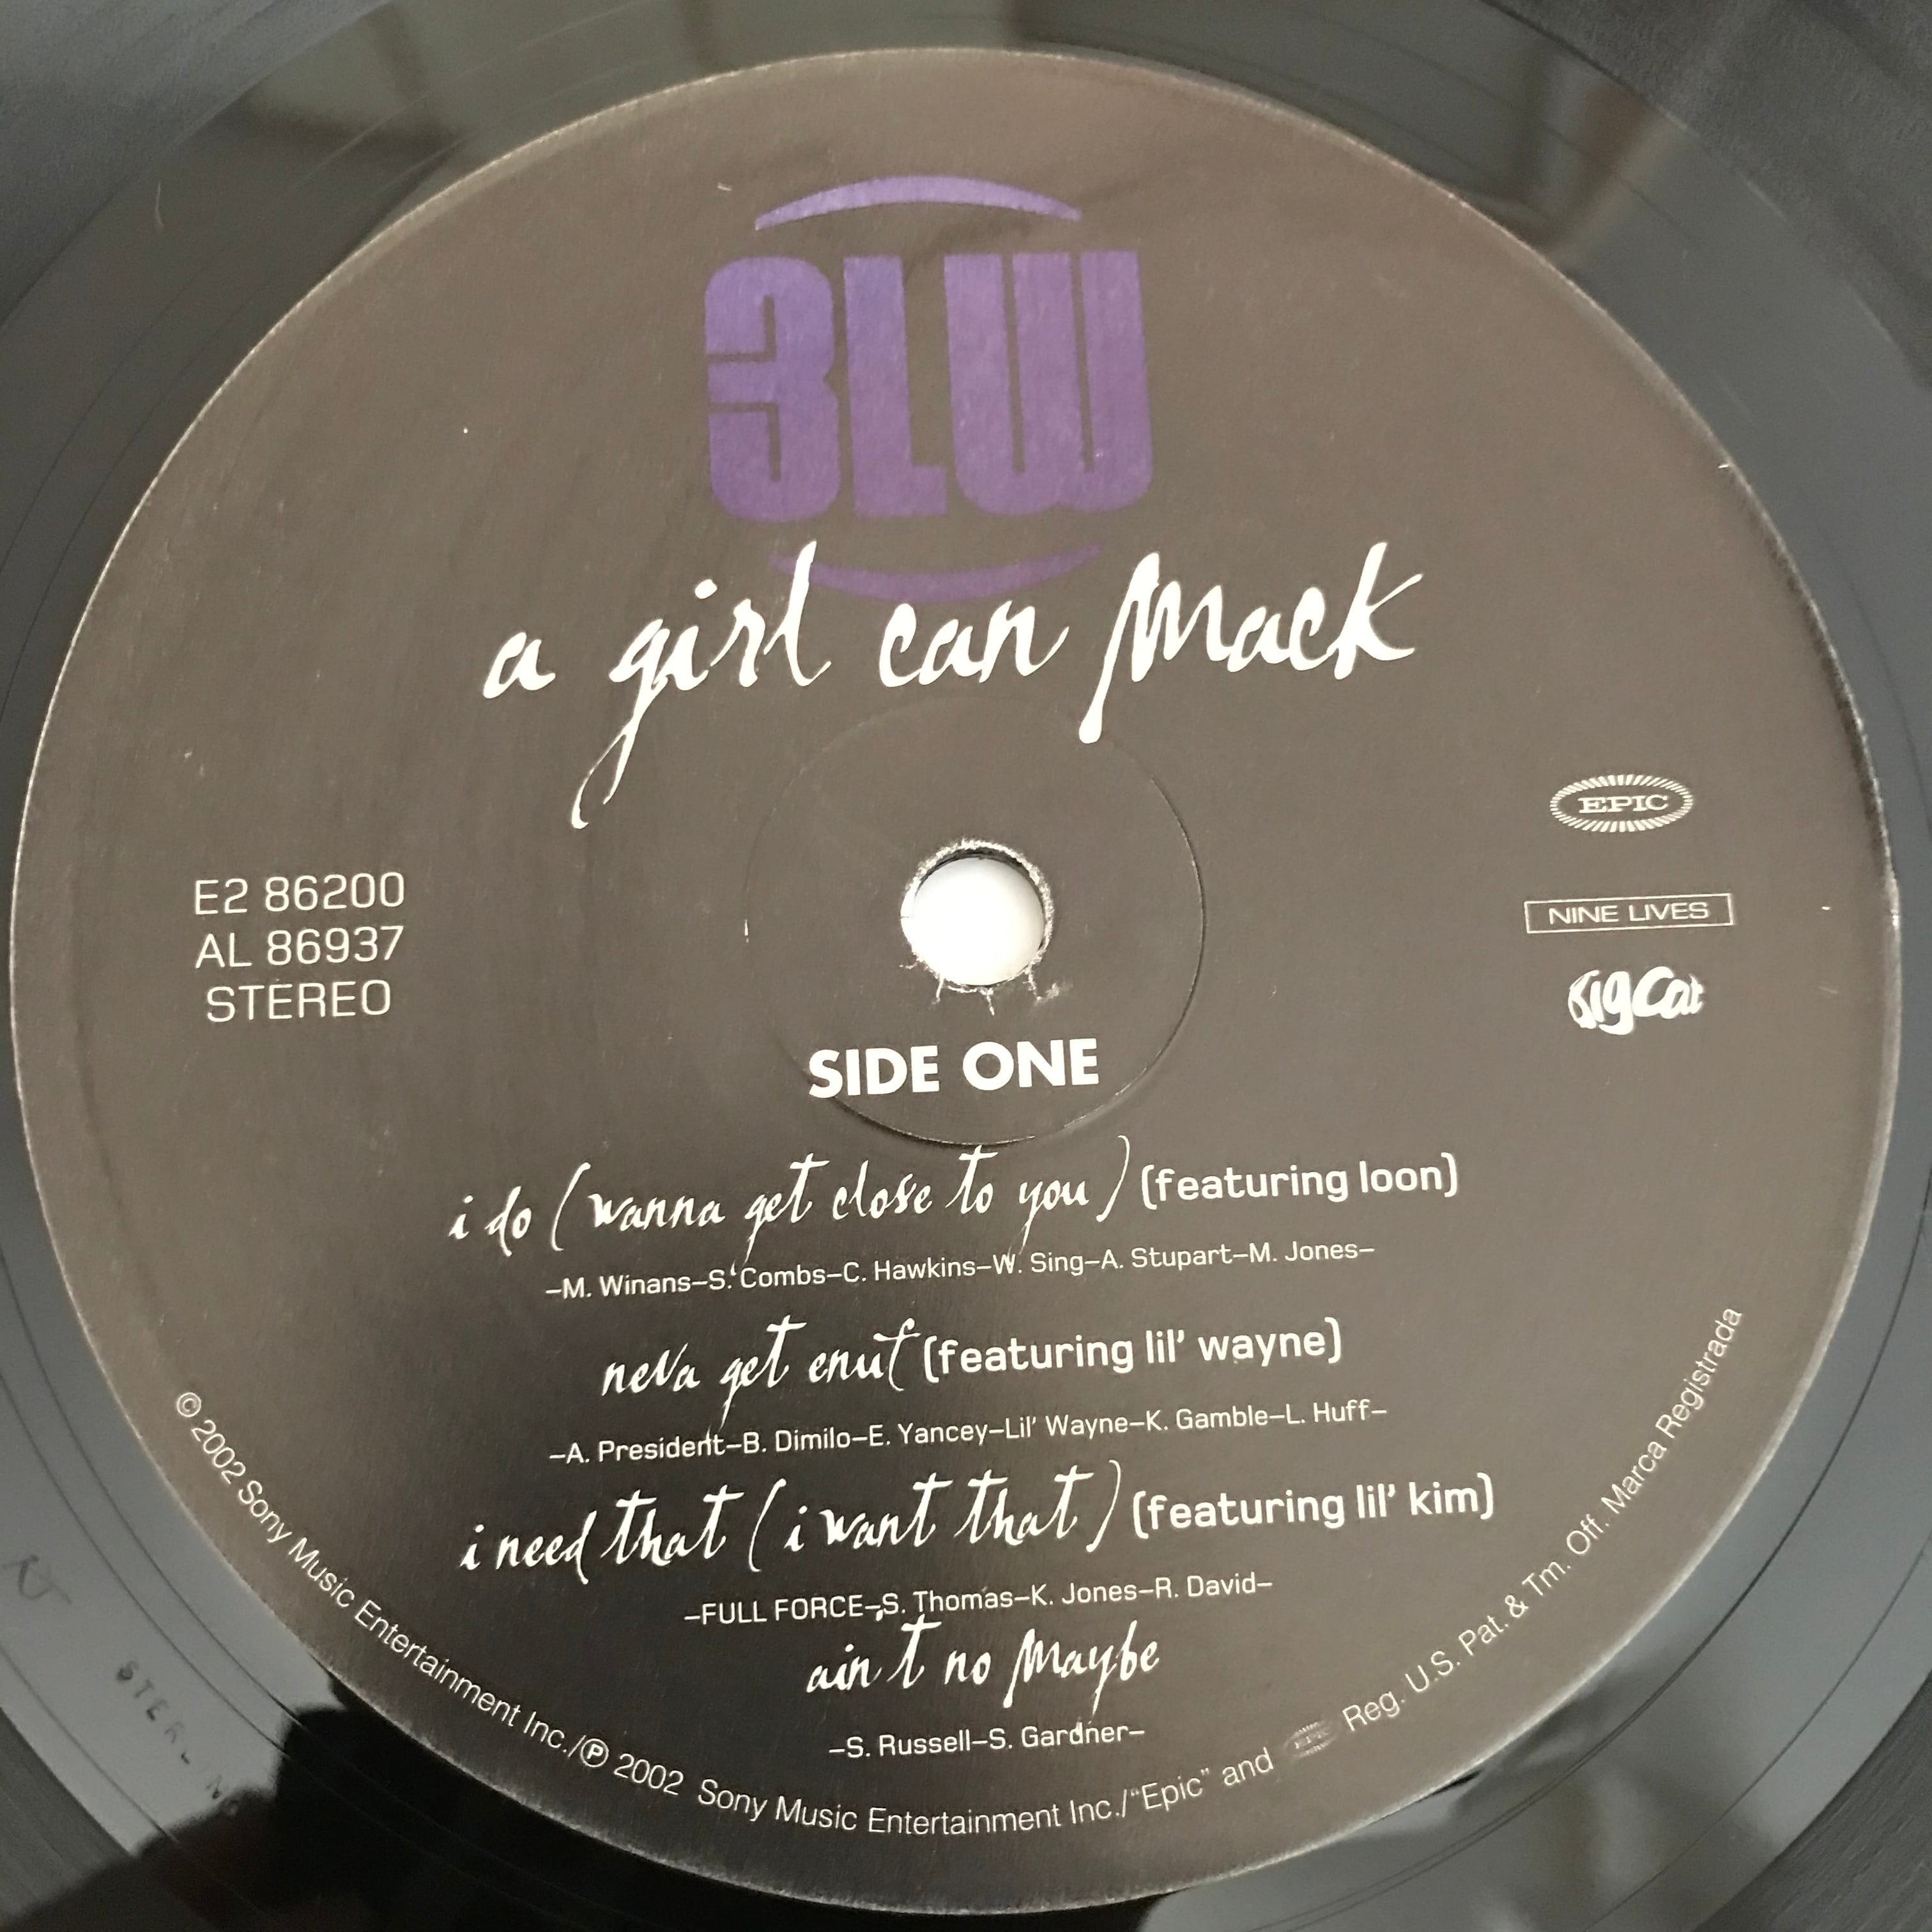 3LW
a girl can mack
E2 86200
AL 86937
STEREO
EPIC
NINE LIVES
Big Cat
SIDE ONE
i do (wanna get close to you) (featuring loon)
–M. Winans–S. Combs–C. Hawkins–W. Sing–A. Stupart–M. Jones–
neva get enuf (featuring lil' wayne)
–A. President–B. Dimilo–E. Yancey–Lil' Wayne–K. Gamble–L. Huff–
i need that (i want that) (featuring lil' kim)
–FULL FORCE–S. Thomas–K. Jones–R. David–
ain't no maybe
–S. Russell–S. Gardner–
© 2002 Sony Music Entertainment Inc./℗ 2002 Sony Music Entertainment Inc./"Epic" and EPIC Reg. U.S. Pat. & Tm. Off. Marca Registrada